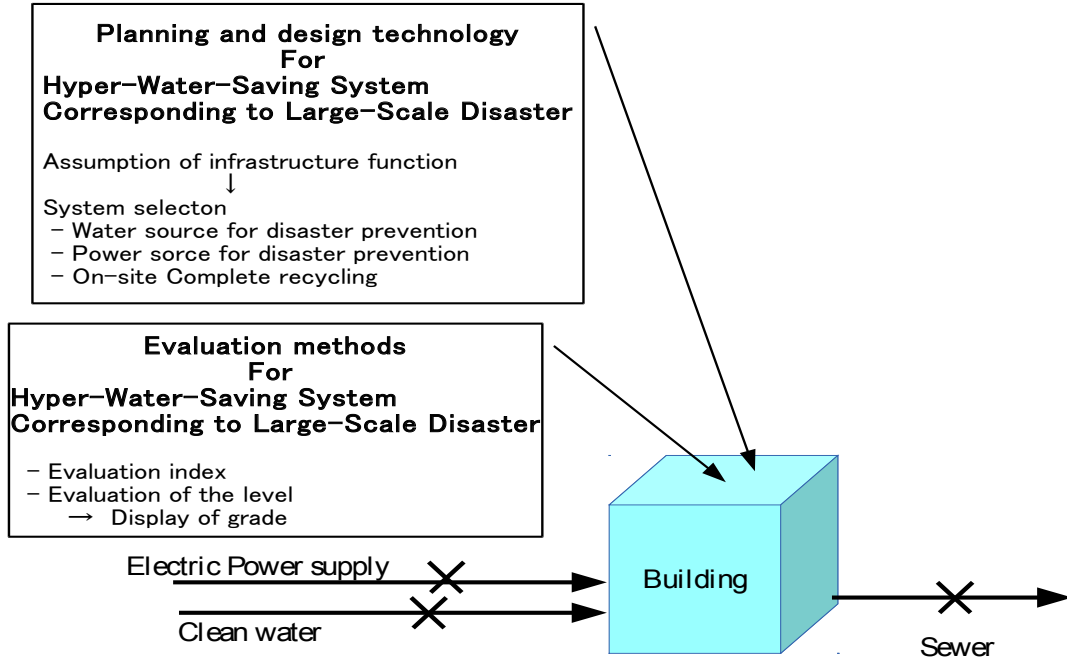 Planning and design technology
For
Hyper-Water-Saving System
Corresponding to Large-Scale Disaster
Assumption of infrastructure function
↓
System selecton
- Water source for disaster prevention
- Power sorce for disaster prevention
- On-site Complete recycling
Evaluation methods
For
Hyper-Water-Saving System
Corresponding to Large-Scale Disaster
- Evaluation index
- Evaluation of the level
→ Display of grade
Electric Power supply
Clean water
Building
Sewer